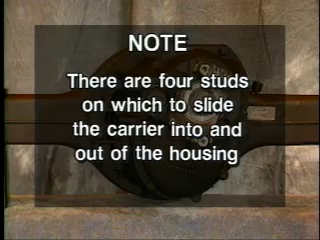 NOTE
There are four studs
on which to slide
the carrier into and
out of the housing